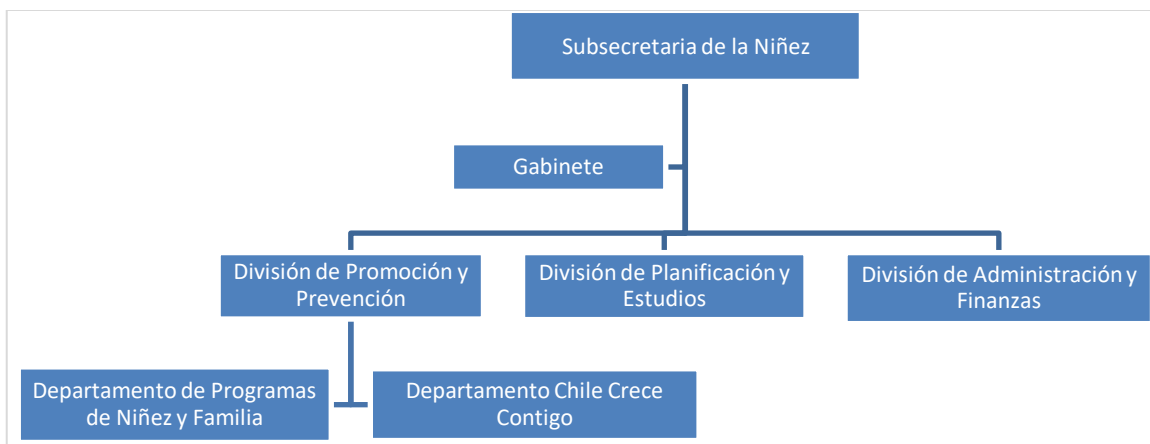 Subsecretaria de la Niñez
Gabinete
División de Promoción y
Prevención
División de Planificación y
Estudios
División de Administración y
Finanzas
Departamento de Programas
de Niñez y Familia
Departamento Chile Crece
Contigo